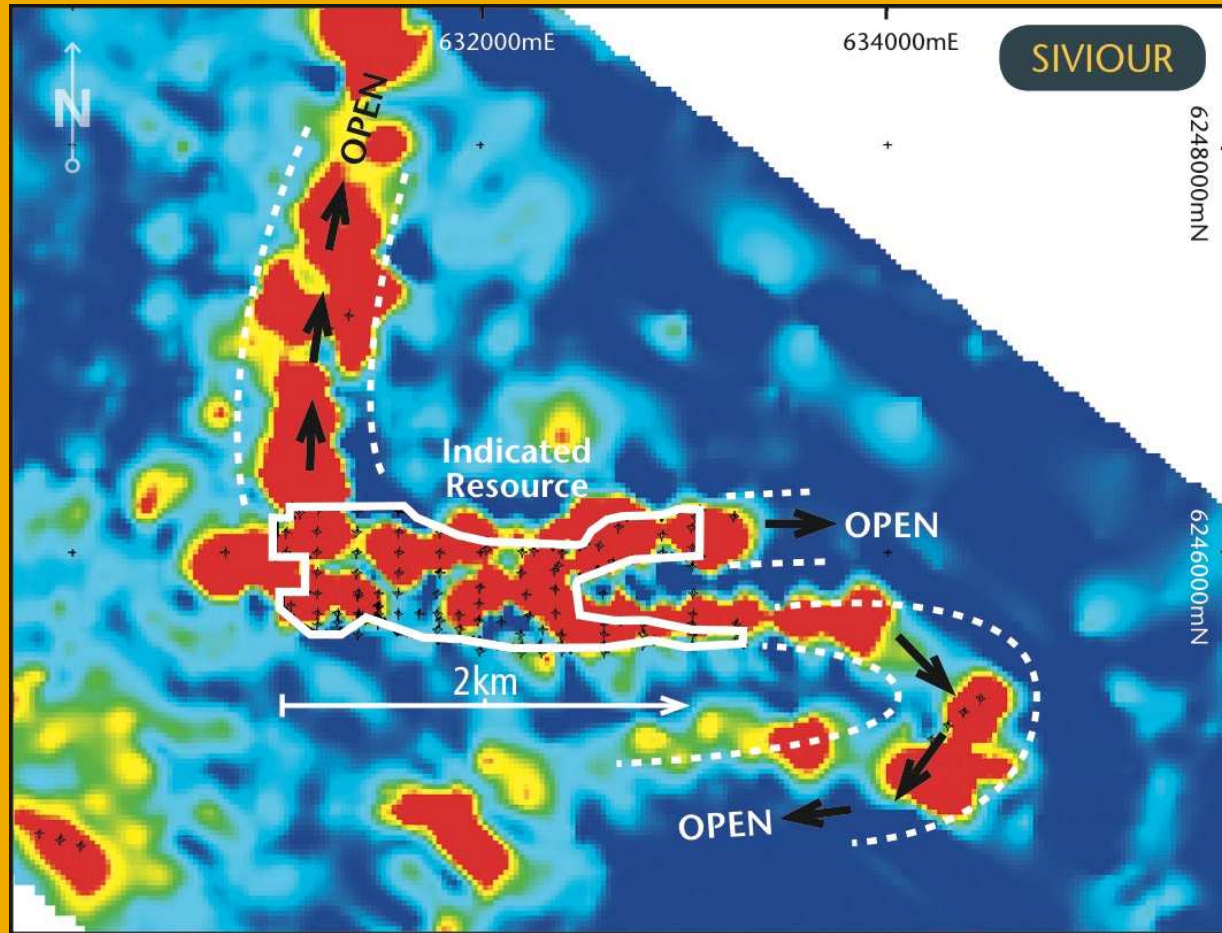 632000mE
634000mE
SIVIOUR
N
OPEN
6248000mN
Indicated
Resource
OPEN
6246000mN
2km
OPEN